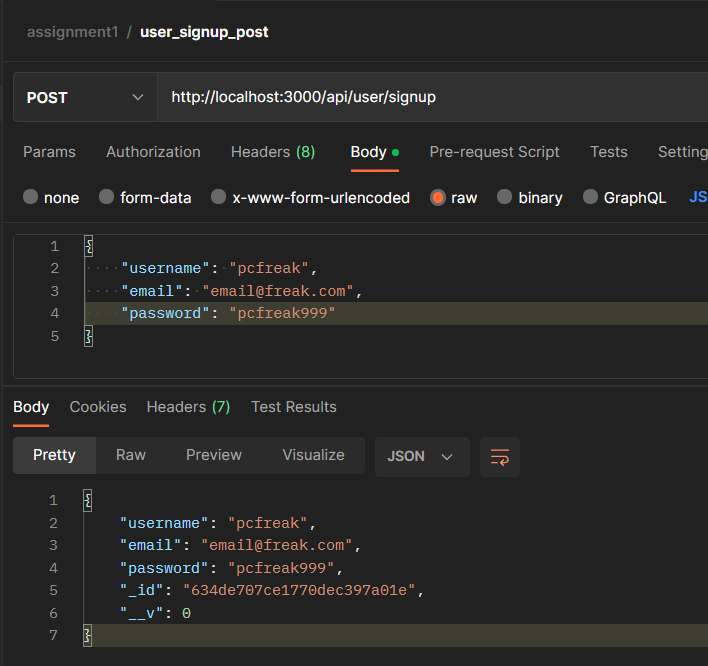 assignment1 / user_signup_post
POST http://localhost:3000/api/user/signup
Params Authorization Headers (8) Body Pre-request Script Tests Setting
none form-data x-www-form-urlencoded raw binary GraphQL JS
1 {
2 "username": "pcfreak",
3 "email": "email@freak.com",
4 "password": "pcfreak999"
5 }
Body Cookies Headers (7) Test Results
Pretty Raw Preview Visualize JSON
1 {
2 "username": "pcfreak",
3 "email": "email@freak.com",
4 "password": "pcfreak999",
5 "_id": "634de707ce1770dec397a01e",
6 "__v": 0
7 }